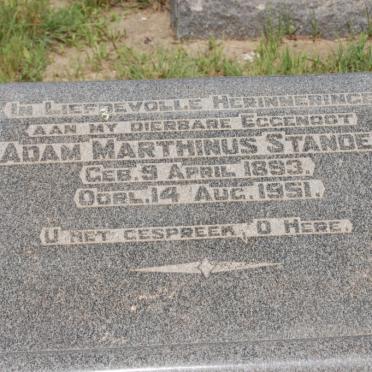 IN LIEFDEVOLLE HERINNERING
AAN MY DIERBARE EGGENOOT
ADAM MARTHINUS STANDE
GEB. 9 APRIL 1893.
OORL. 14 AUG. 1951.
U HET GESPREEK, O HERE.